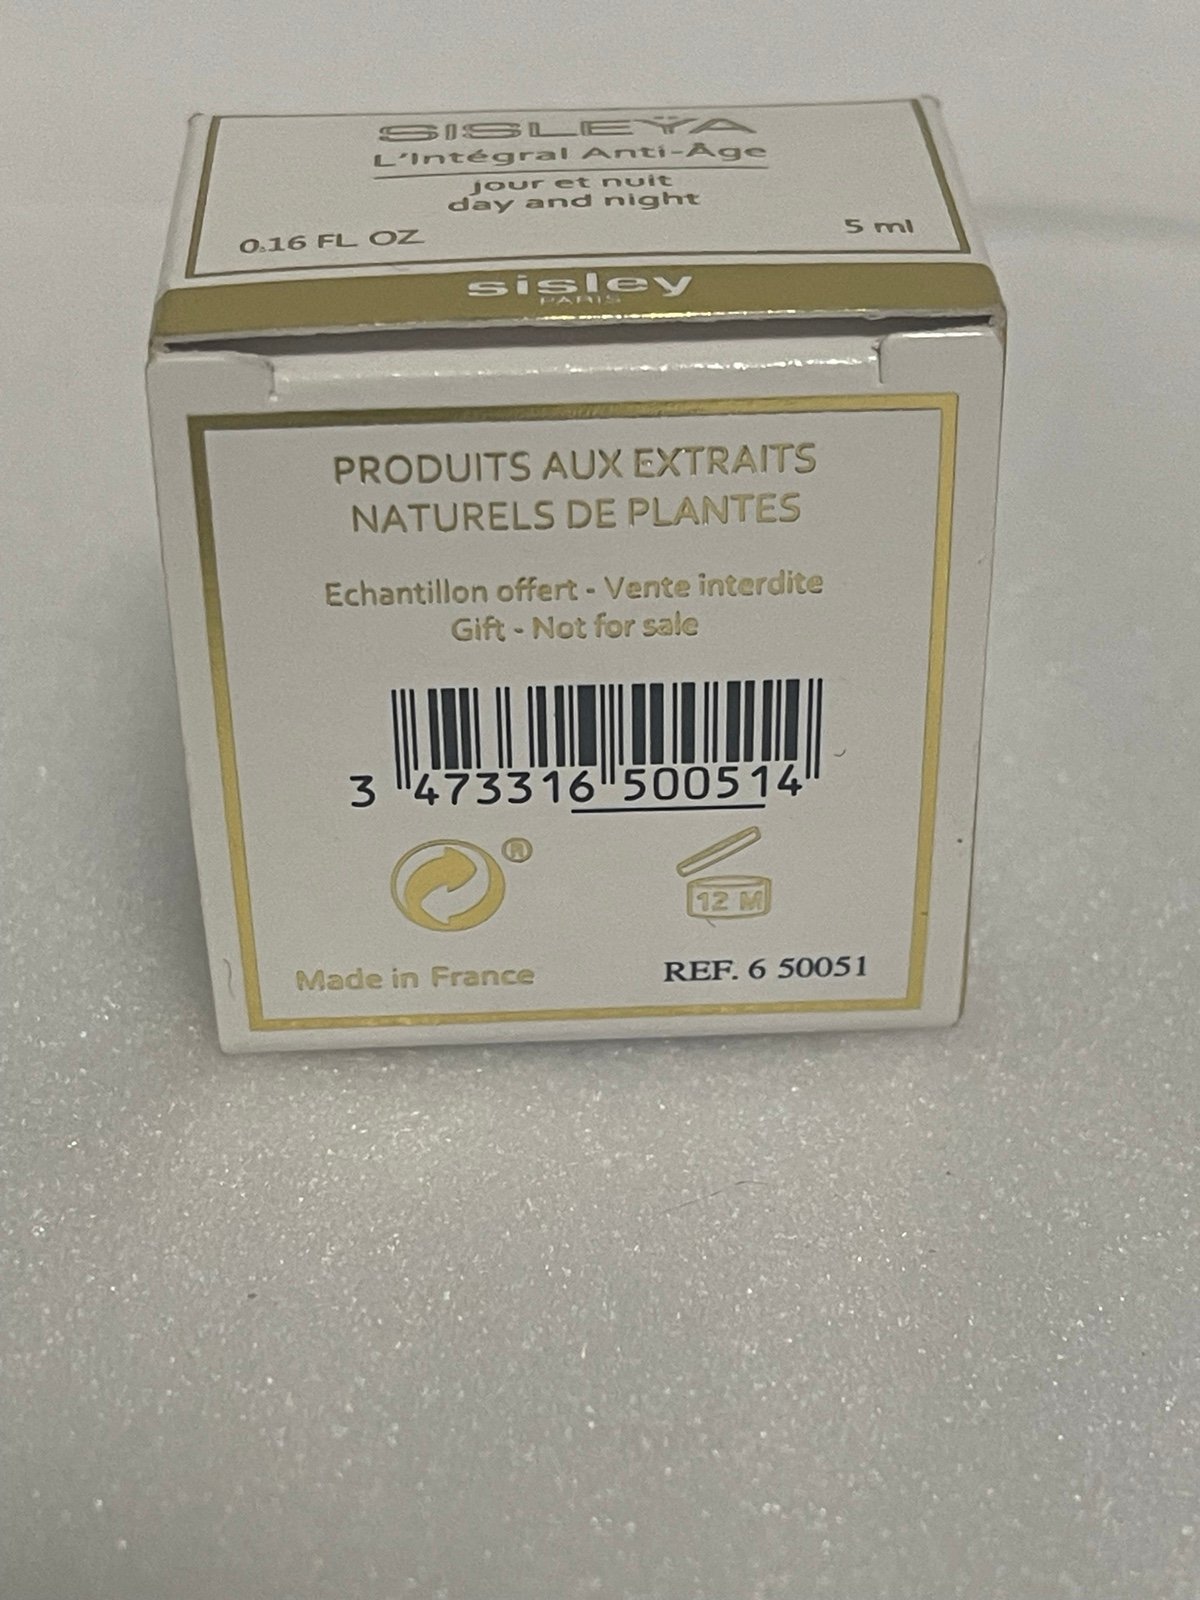 SISLEŸA
L'Intégral Anti-Âge
jour et nuit
day and night
0.16 FL OZ 5 ml
sisley
PARIS
PRODUITS AUX EXTRAITS
NATURELS DE PLANTES
Echantillon offert - Vente interdite
Gift - Not for sale
3 473316 500514
®
12 M
Made in France REF. 6 50051